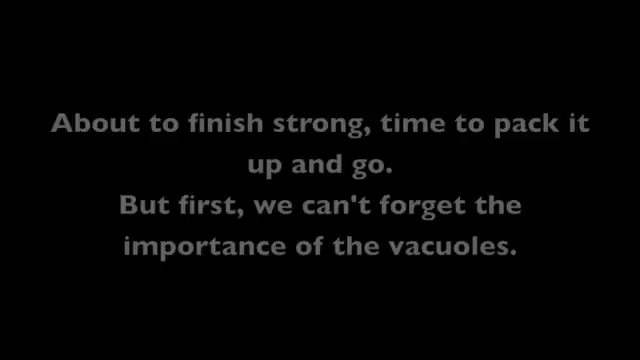 About to finish strong, time to pack it
up and go.
But first, we can't forget the
importance of the vacuoles.